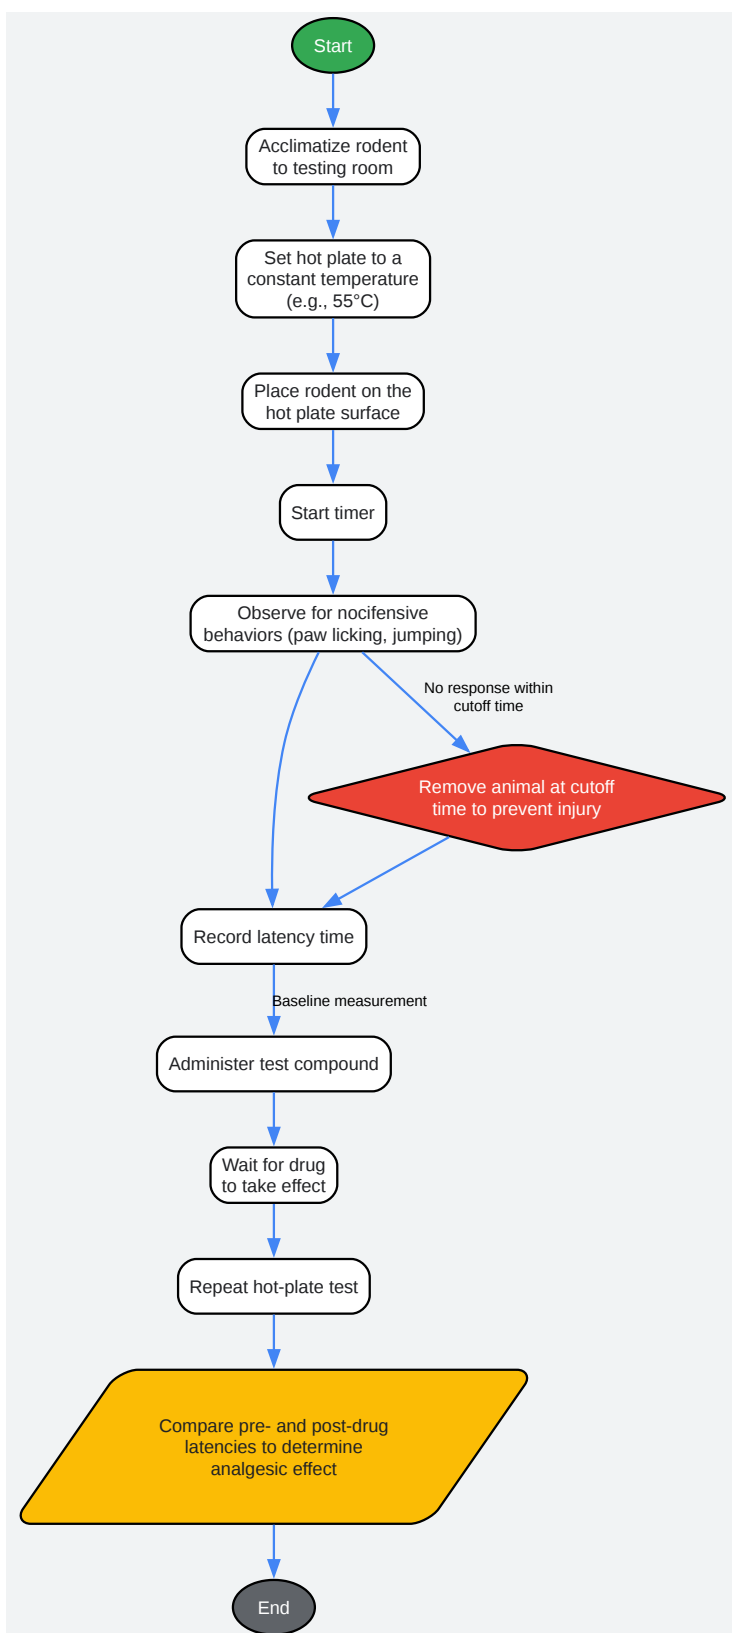 Start
Acclimatize rodent
to testing room
Set hot plate to a
constant temperature
(e.g., 55°C)
Place rodent on the
hot plate surface
Start timer
Observe for nocifensive
behaviors (paw licking, jumping)
No response within
cutoff time
Remove animal at cutoff
time to prevent injury
Record latency time
Baseline measurement
Administer test compound
Wait for drug
to take effect
Repeat hot-plate test
Compare pre- and post-drug
latencies to determine
analgesic effect
End